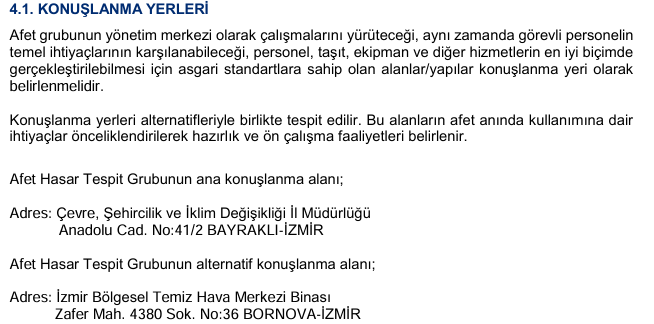 4.1. KONUŞLANMA YERLERİ
Afet grubunun yönetim merkezi olarak çalışmalarını yürüteceği, aynı zamanda görevli personelin
temel ihtiyaçlarının karşılanabileceği, personel, taşıt, ekipman ve diğer hizmetlerin en iyi biçimde
gerçekleştirilebilmesi için asgari standartlara sahip olan alanlar/yapılar konuşlanma yeri olarak
belirlenmelidir.
Konuşlanma yerleri alternatifleriyle birlikte tespit edilir. Bu alanların afet anında kullanımına dair
ihtiyaçlar önceliklendirilerek hazırlık ve ön çalışma faaliyetleri belirlenir.
Afet Hasar Tespit Grubunun ana konuşlanma alanı;
Adres: Çevre, Şehircilik ve İklim Değişikliği İl Müdürlüğü
Anadolu Cad. No:41/2 BAYRAKLI-İZMİR
Afet Hasar Tespit Grubunun alternatif konuşlanma alanı;
Adres: İzmir Bölgesel Temiz Hava Merkezi Binası
Zafer Mah. 4380 Sok. No:36 BORNOVA-İZMİR